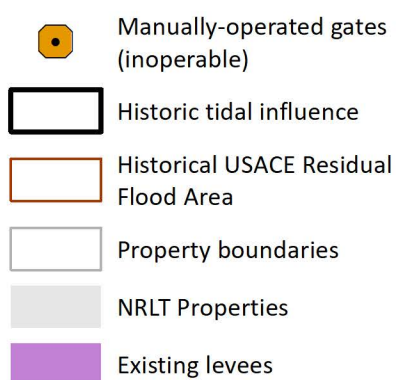 Manually-operated gates
(inoperable)
Historic tidal influence
Historical USACE Residual
Flood Area
Property boundaries
NRLT Properties
Existing levees